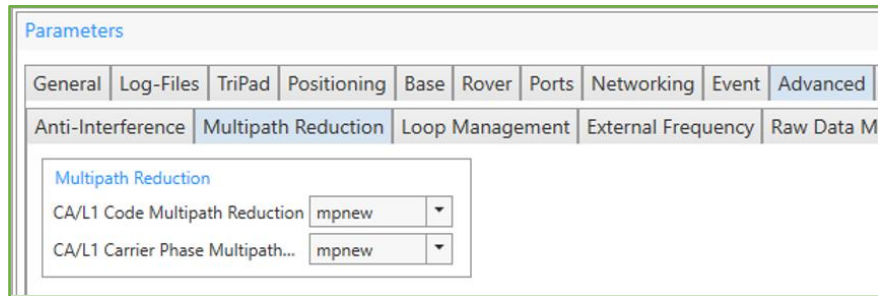 Parameters
General Log-Files TriPad Positioning Base Rover Ports Networking Event Advanced
Anti-Interference Multipath Reduction Loop Management External Frequency Raw Data M
Multipath Reduction
CA/L1 Code Multipath Reduction mpnew
CA/L1 Carrier Phase Multipath... mpnew